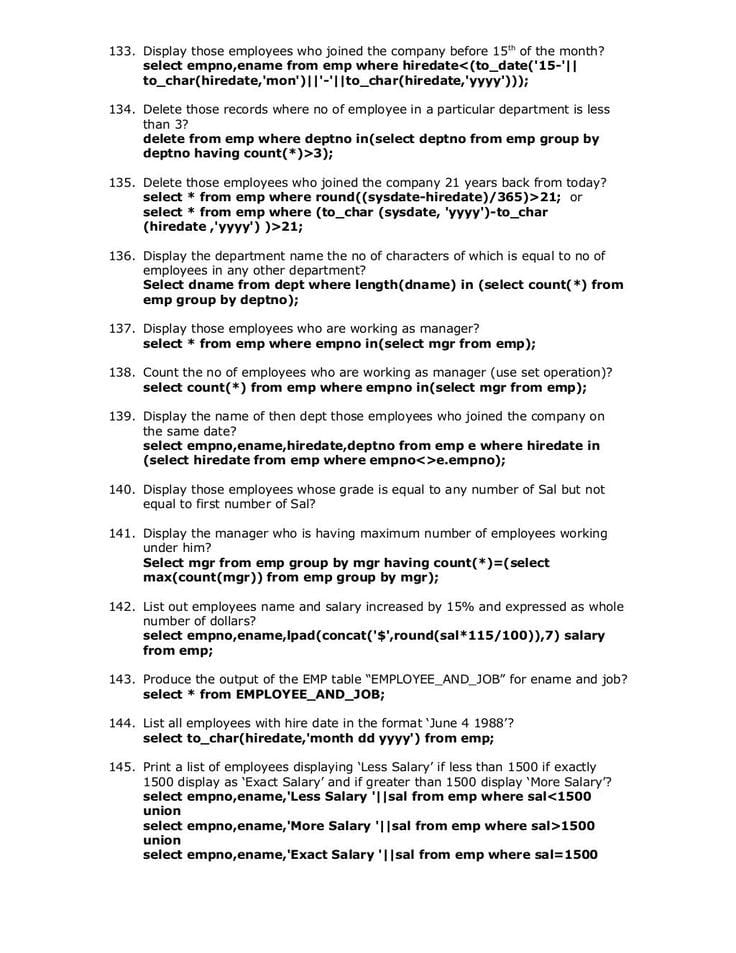 133. Display those employees who joined the company before 15th of the month?
select empno,ename from emp where hiredate<(to_date('15-'||
to_char(hiredate,'mon')||'-'||to_char(hiredate,'yyyy')));
134. Delete those records where no of employee in a particular department is less
than 3?
delete from emp where deptno in(select deptno from emp group by
deptno having count(*)>3);
135. Delete those employees who joined the company 21 years back from today?
select * from emp where round((sysdate-hiredate)/365)>21; or
select * from emp where (to_char (sysdate, 'yyyy')-to_char
(hiredate ,'yyyy') )>21;
136. Display the department name the no of characters of which is equal to no of
employees in any other department?
Select dname from dept where length(dname) in (select count(*) from
emp group by deptno);
137. Display those employees who are working as manager?
select * from emp where empno in(select mgr from emp);
138. Count the no of employees who are working as manager (use set operation)?
select count(*) from emp where empno in(select mgr from emp);
139. Display the name of then dept those employees who joined the company on
the same date?
select empno,ename,hiredate,deptno from emp e where hiredate in
(select hiredate from emp where empno<>e.empno);
140. Display those employees whose grade is equal to any number of Sal but not
equal to first number of Sal?
141. Display the manager who is having maximum number of employees working
under him?
Select mgr from emp group by mgr having count(*)=(select
max(count(mgr)) from emp group by mgr);
142. List out employees name and salary increased by 15% and expressed as whole
number of dollars?
select empno,ename,lpad(concat('$',round(sal*115/100)),7) salary
from emp;
143. Produce the output of the EMP table “EMPLOYEE_AND_JOB” for ename and job?
select * from EMPLOYEE_AND_JOB;
144. List all employees with hire date in the format ‘June 4 1988’?
select to_char(hiredate,'month dd yyyy') from emp;
145. Print a list of employees displaying ‘Less Salary’ if less than 1500 if exactly
1500 display as ‘Exact Salary’ and if greater than 1500 display ‘More Salary’?
select empno,ename,'Less Salary '||sal from emp where sal<1500
union
select empno,ename,'More Salary '||sal from emp where sal>1500
union
select empno,ename,'Exact Salary '||sal from emp where sal=1500